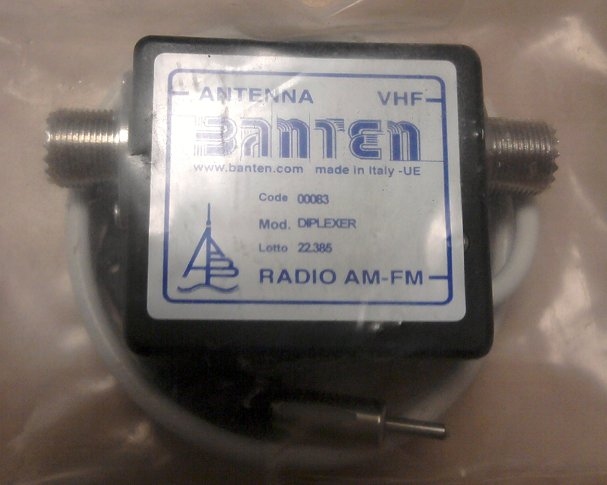 ANTENNA VHF
BANTEN
www.banten.com made in Italy -UE
Code 00083
Mod. DIPLEXER
Lotto 22.385
RADIO AM-FM